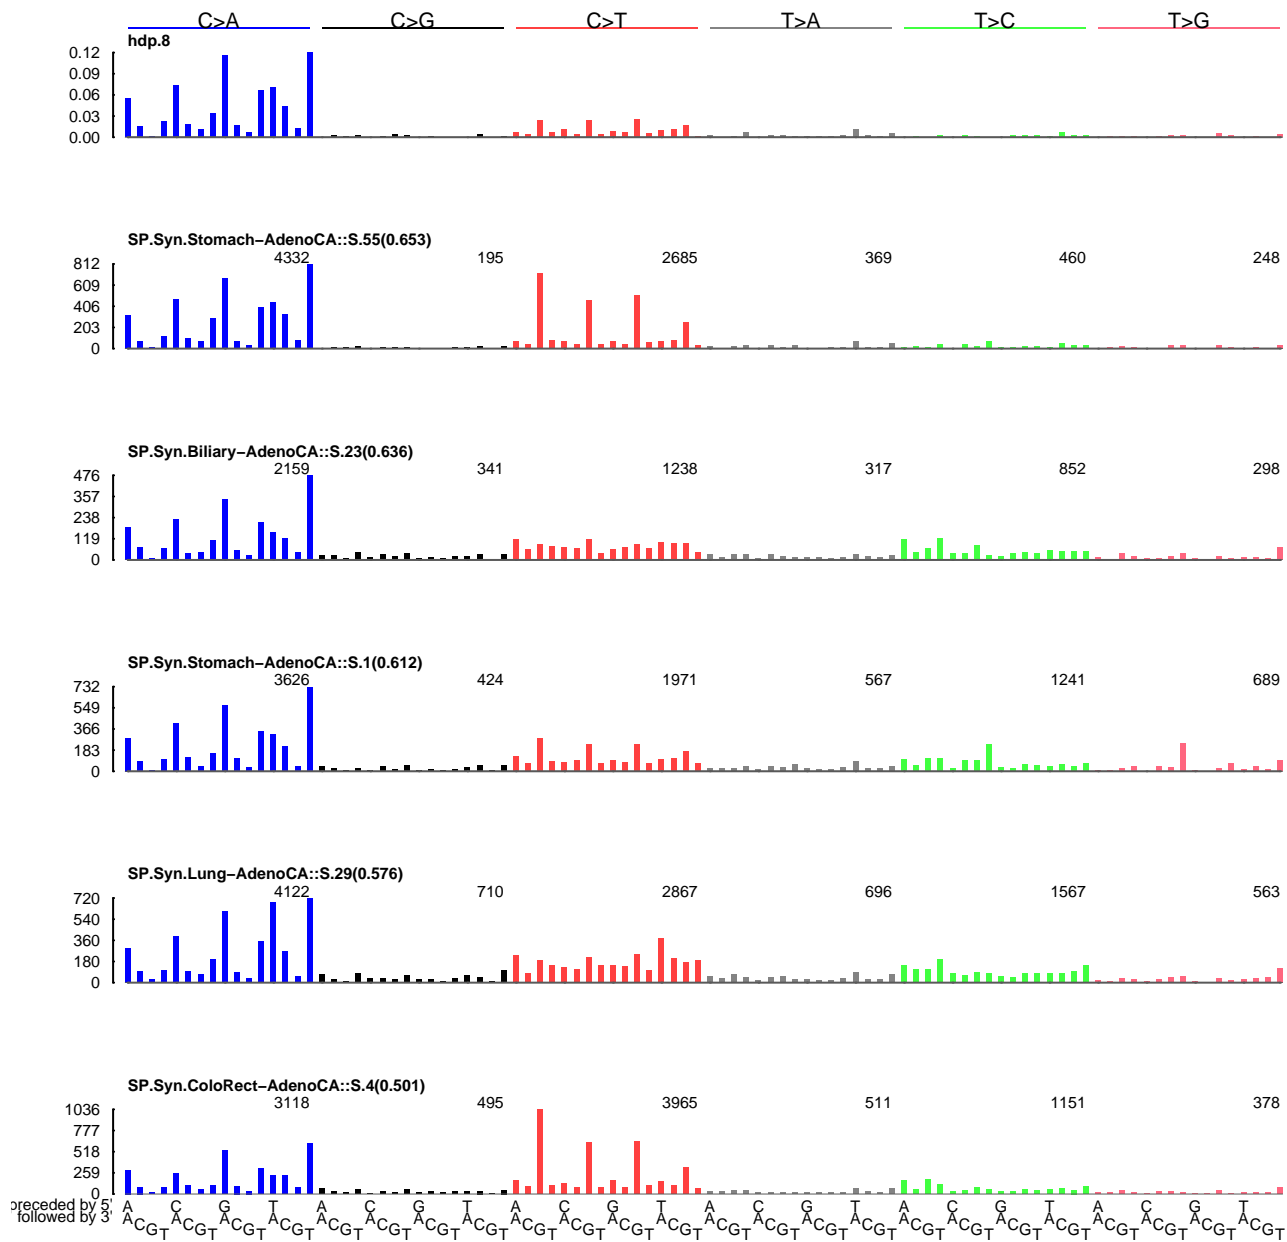 C>A C>G C>T T>A T>C T>G
hdp.8
0.12
0.09
0.06
0.03
0.00
SP.Syn.Stomach−AdenoCA::S.55(0.653)
4332 195 2685 369 460 248
812
609
406
203
0
SP.Syn.Biliary−AdenoCA::S.23(0.636)
2159 341 1238 317 852 298
476
357
238
119
0
SP.Syn.Stomach−AdenoCA::S.1(0.612)
3626 424 1971 567 1241 689
732
549
366
183
0
SP.Syn.Lung−AdenoCA::S.29(0.576)
4122 710 2867 696 1567 563
720
540
360
180
0
SP.Syn.ColoRect−AdenoCA::S.4(0.501)
3118 495 3965 511 1151 378
1036
777
518
259
0
preceded by 5' A C G T A C G T A C G T A C G T A C G T A C G T
followed by 3' A C G T A C G T A C G T A C G T A C G T A C G T A C G T A C G T A C G T A C G T A C G T A C G T A C G T A C G T A C G T A C G T A C G T A C G T A C G T A C G T A C G T A C G T A C G T A C G T